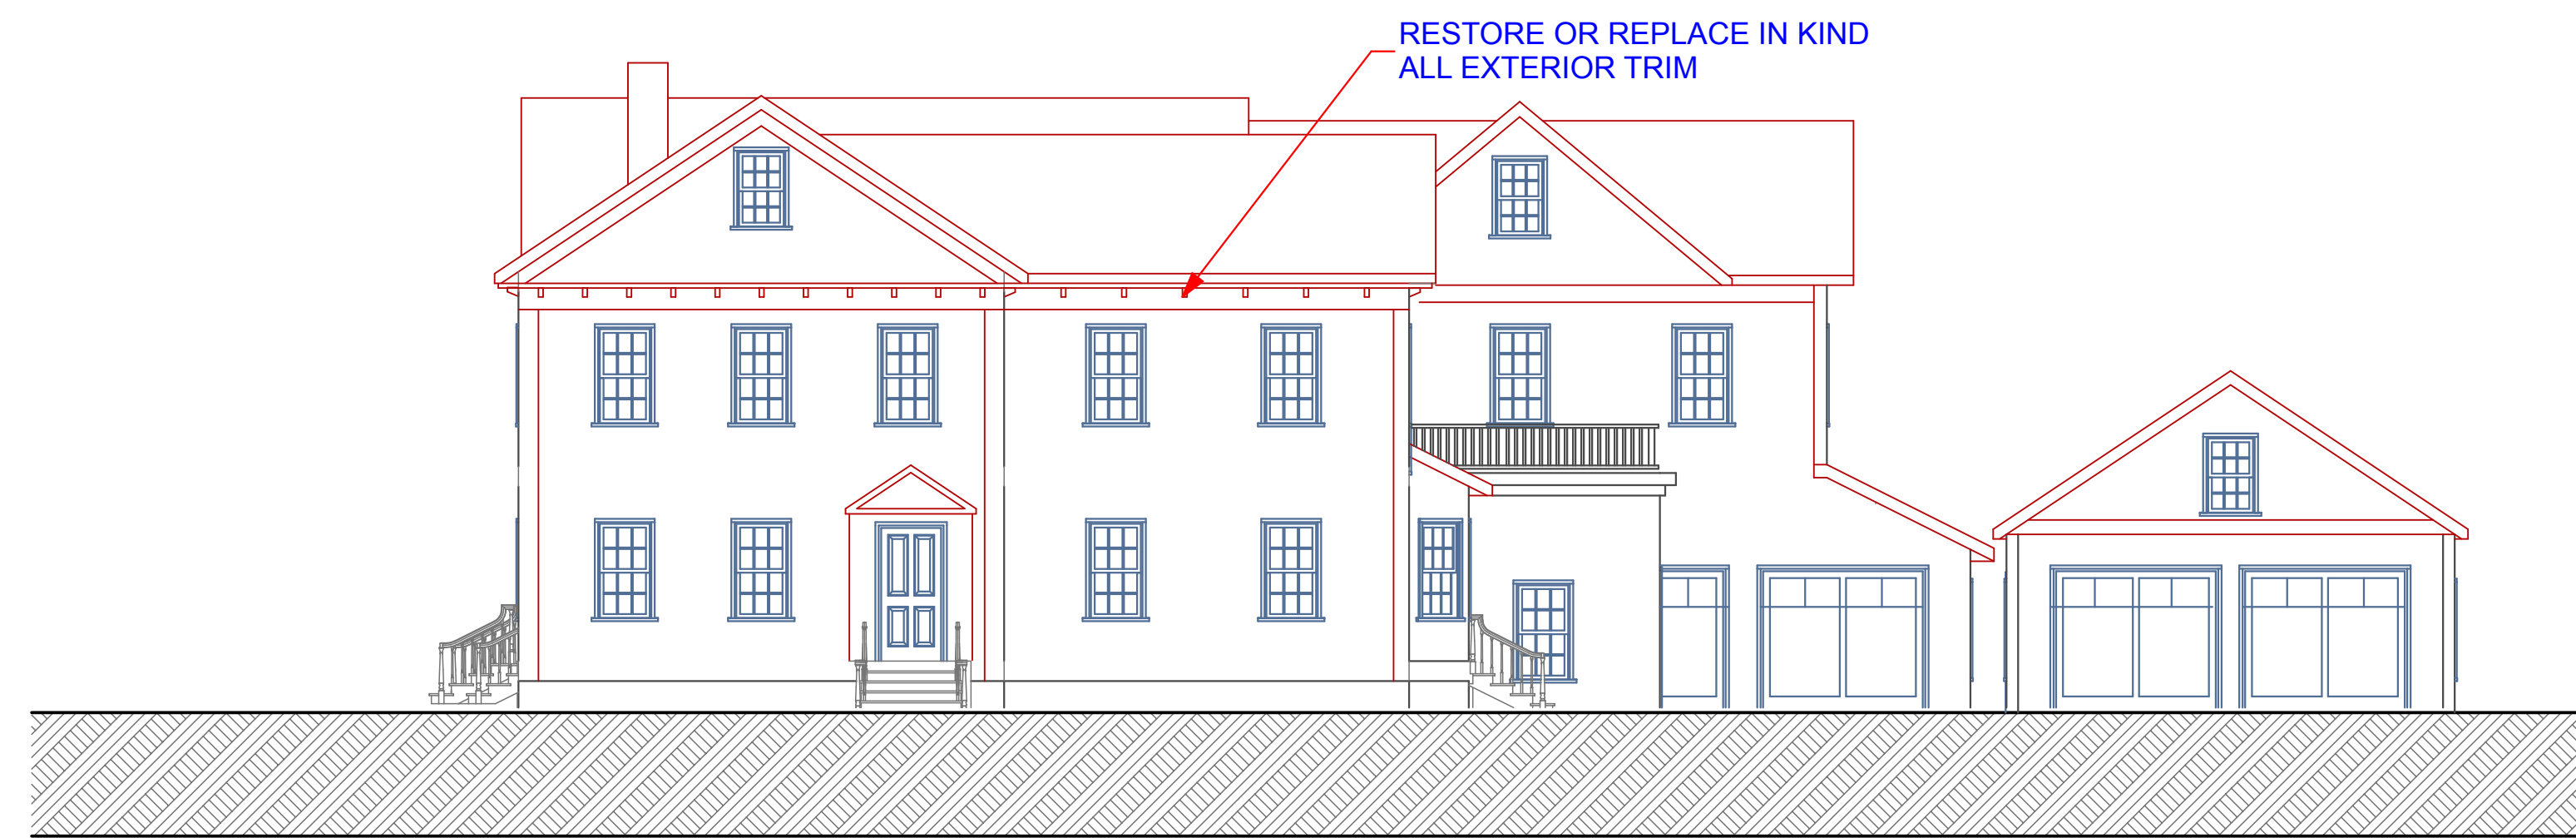 RESTORE OR REPLACE IN KIND
ALL EXTERIOR TRIM